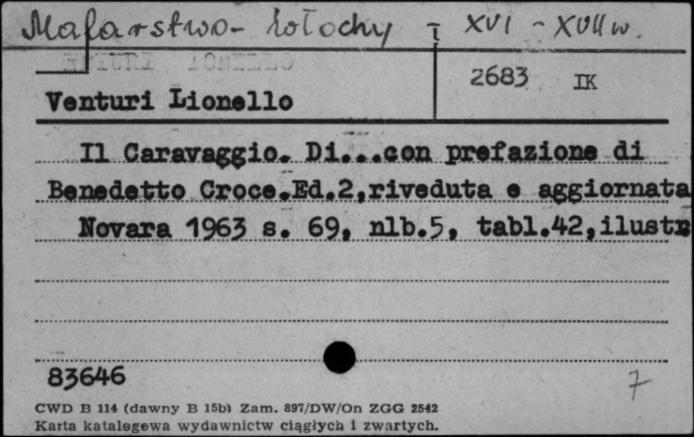 Malarstwo - Włochy - XVI - XVII w.
2683 IK
Venturi Lionello
Il Caravaggio. Di...con prefazione di
Benedetto Croce.Ed.2,riveduta e aggiornata
Novara 1963 s. 69, nlb.5, tabl.42,ilustr
83646
7
CWD B 114 (dawny B 15b) Zam. 897/DW/On ZGG 2542
Karta katalogowa wydawnictw ciągłych i zwartych.